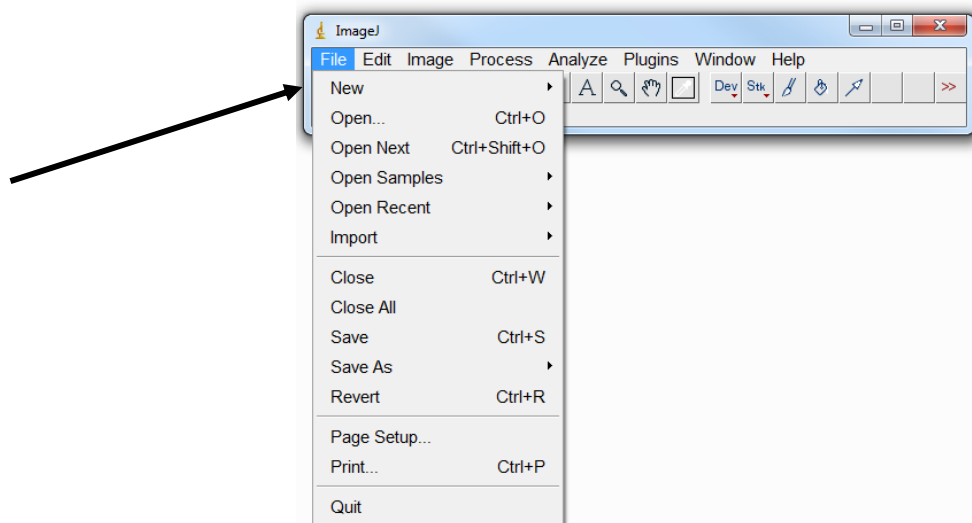 ImageJ
File Edit Image Process Analyze Plugins Window Help
A Dev Stk >>
New
Open... Ctrl+O
Open Next Ctrl+Shift+O
Open Samples
Open Recent
Import
Close Ctrl+W
Close All
Save Ctrl+S
Save As
Revert Ctrl+R
Page Setup...
Print... Ctrl+P
Quit